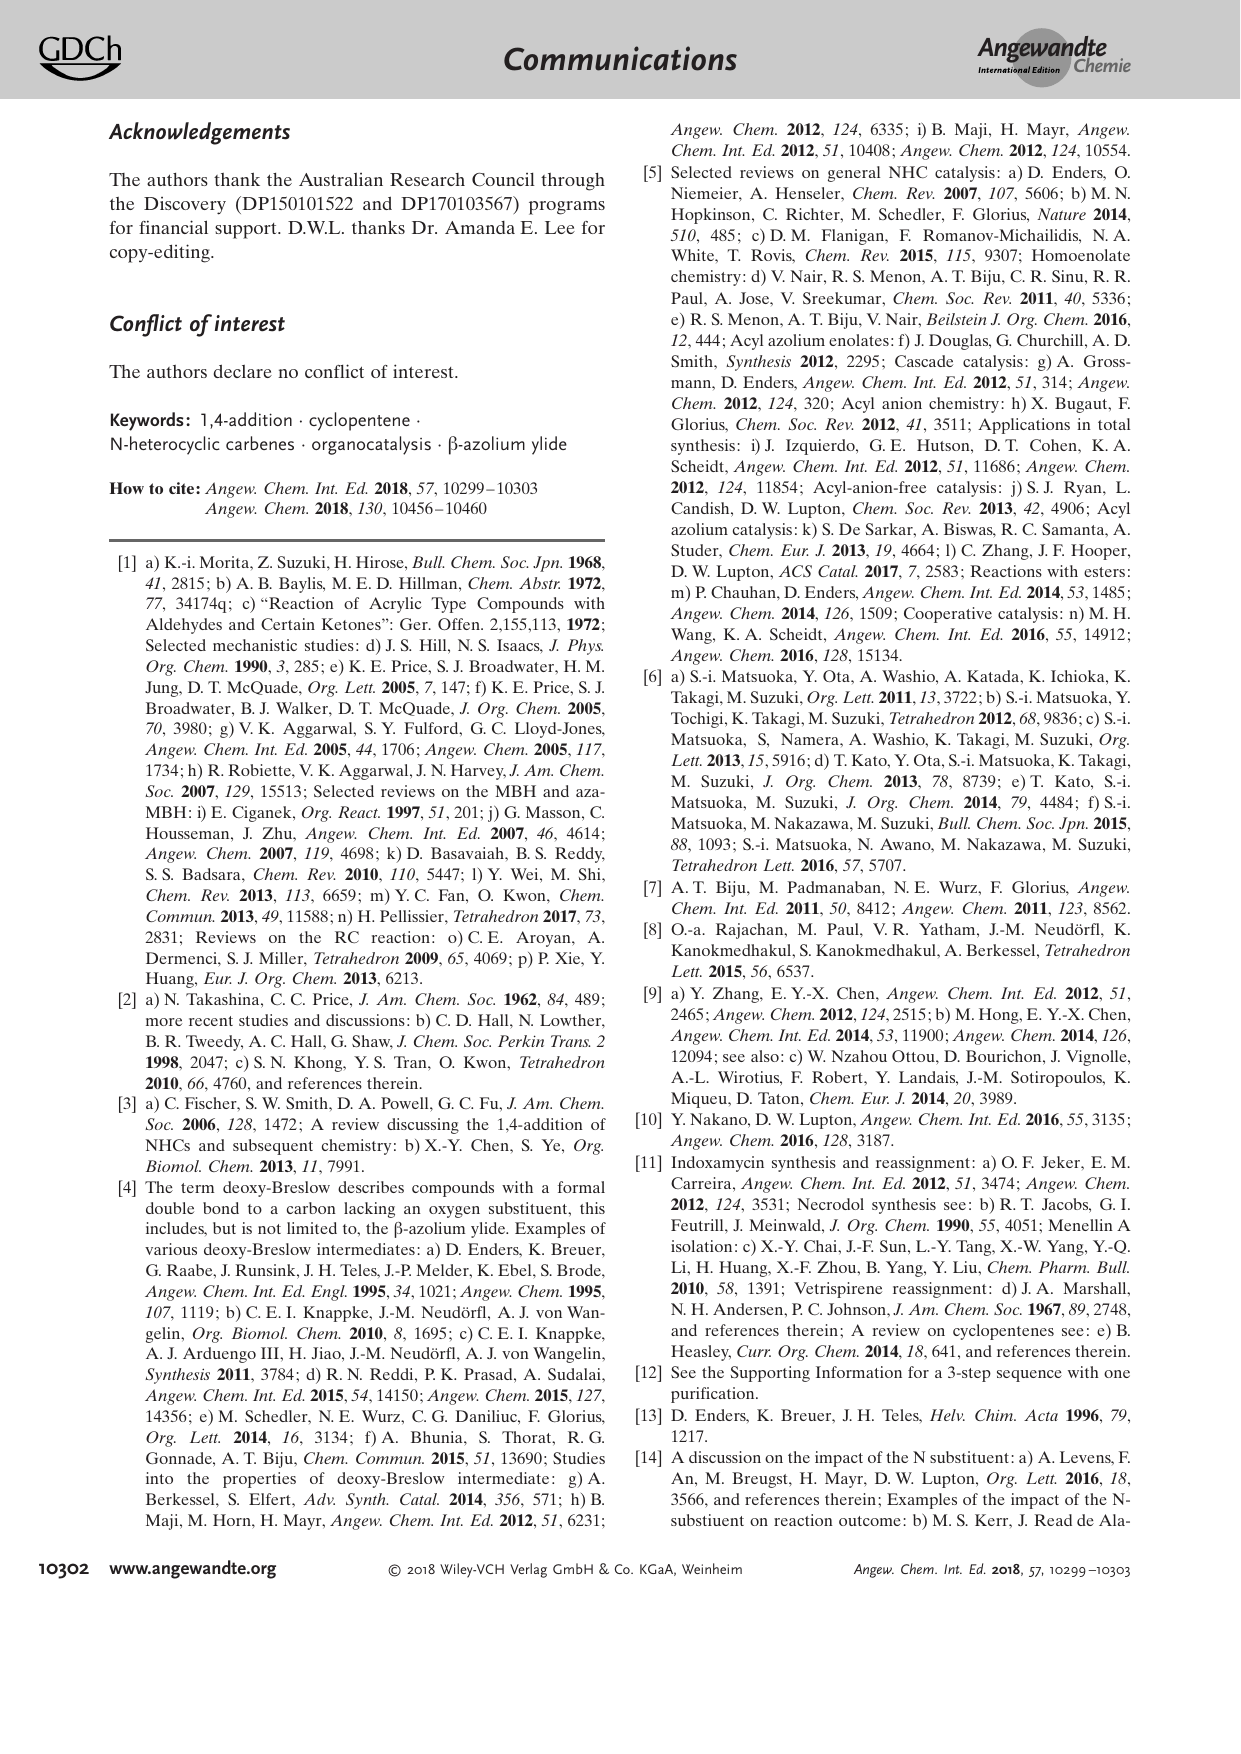 GDCh
Communications
Angewandte
International Edition Chemie
Acknowledgements
The authors thank the Australian Research Council through
the Discovery (DP150101522 and DP170103567) programs
for financial support. D.W.L. thanks Dr. Amanda E. Lee for
copy-editing.
Conflict of interest
The authors declare no conflict of interest.
Keywords: 1,4-addition · cyclopentene ·
N-heterocyclic carbenes · organocatalysis · β-azolium ylide
How to cite: Angew. Chem. Int. Ed. 2018, 57, 10299–10303
Angew. Chem. 2018, 130, 10456–10460
[1] a) K.-i. Morita, Z. Suzuki, H. Hirose, Bull. Chem. Soc. Jpn. 1968,
41, 2815; b) A. B. Baylis, M. E. D. Hillman, Chem. Abstr. 1972,
77, 34174q; c) “Reaction of Acrylic Type Compounds with
Aldehydes and Certain Ketones”: Ger. Offen. 2,155,113, 1972;
Selected mechanistic studies: d) J. S. Hill, N. S. Isaacs, J. Phys.
Org. Chem. 1990, 3, 285; e) K. E. Price, S. J. Broadwater, H. M.
Jung, D. T. McQuade, Org. Lett. 2005, 7, 147; f) K. E. Price, S. J.
Broadwater, B. J. Walker, D. T. McQuade, J. Org. Chem. 2005,
70, 3980; g) V. K. Aggarwal, S. Y. Fulford, G. C. Lloyd-Jones,
Angew. Chem. Int. Ed. 2005, 44, 1706; Angew. Chem. 2005, 117,
1734; h) R. Robiette, V. K. Aggarwal, J. N. Harvey, J. Am. Chem.
Soc. 2007, 129, 15513; Selected reviews on the MBH and aza-
MBH: i) E. Ciganek, Org. React. 1997, 51, 201; j) G. Masson, C.
Housseman, J. Zhu, Angew. Chem. Int. Ed. 2007, 46, 4614;
Angew. Chem. 2007, 119, 4698; k) D. Basavaiah, B. S. Reddy,
S. S. Badsara, Chem. Rev. 2010, 110, 5447; l) Y. Wei, M. Shi,
Chem. Rev. 2013, 113, 6659; m) Y. C. Fan, O. Kwon, Chem.
Commun. 2013, 49, 11588; n) H. Pellissier, Tetrahedron 2017, 73,
2831; Reviews on the RC reaction: o) C. E. Aroyan, A.
Dermenci, S. J. Miller, Tetrahedron 2009, 65, 4069; p) P. Xie, Y.
Huang, Eur. J. Org. Chem. 2013, 6213.
[2] a) N. Takashina, C. C. Price, J. Am. Chem. Soc. 1962, 84, 489;
more recent studies and discussions: b) C. D. Hall, N. Lowther,
B. R. Tweedy, A. C. Hall, G. Shaw, J. Chem. Soc. Perkin Trans. 2
1998, 2047; c) S. N. Khong, Y. S. Tran, O. Kwon, Tetrahedron
2010, 66, 4760, and references therein.
[3] a) C. Fischer, S. W. Smith, D. A. Powell, G. C. Fu, J. Am. Chem.
Soc. 2006, 128, 1472; A review discussing the 1,4-addition of
NHCs and subsequent chemistry: b) X.-Y. Chen, S. Ye, Org.
Biomol. Chem. 2013, 11, 7991.
[4] The term deoxy-Breslow describes compounds with a formal
double bond to a carbon lacking an oxygen substituent, this
includes, but is not limited to, the β-azolium ylide. Examples of
various deoxy-Breslow intermediates: a) D. Enders, K. Breuer,
G. Raabe, J. Runsink, J. H. Teles, J.-P. Melder, K. Ebel, S. Brode,
Angew. Chem. Int. Ed. Engl. 1995, 34, 1021; Angew. Chem. 1995,
107, 1119; b) C. E. I. Knappke, J.-M. Neudörfl, A. J. von Wan-
gelin, Org. Biomol. Chem. 2010, 8, 1695; c) C. E. I. Knappke,
A. J. Arduengo III, H. Jiao, J.-M. Neudörfl, A. J. von Wangelin,
Synthesis 2011, 3784; d) R. N. Reddi, P. K. Prasad, A. Sudalai,
Angew. Chem. Int. Ed. 2015, 54, 14150; Angew. Chem. 2015, 127,
14356; e) M. Schedler, N. E. Wurz, C. G. Daniliuc, F. Glorius,
Org. Lett. 2014, 16, 3134; f) A. Bhunia, S. Thorat, R. G.
Gonnade, A. T. Biju, Chem. Commun. 2015, 51, 13690; Studies
into the properties of deoxy-Breslow intermediate: g) A.
Berkessel, S. Elfert, Adv. Synth. Catal. 2014, 356, 571; h) B.
Maji, M. Horn, H. Mayr, Angew. Chem. Int. Ed. 2012, 51, 6231;
Angew. Chem. 2012, 124, 6335; i) B. Maji, H. Mayr, Angew.
Chem. Int. Ed. 2012, 51, 10408; Angew. Chem. 2012, 124, 10554.
[5] Selected reviews on general NHC catalysis: a) D. Enders, O.
Niemeier, A. Henseler, Chem. Rev. 2007, 107, 5606; b) M. N.
Hopkinson, C. Richter, M. Schedler, F. Glorius, Nature 2014,
510, 485; c) D. M. Flanigan, F. Romanov-Michailidis, N. A.
White, T. Rovis, Chem. Rev. 2015, 115, 9307; Homoenolate
chemistry: d) V. Nair, R. S. Menon, A. T. Biju, C. R. Sinu, R. R.
Paul, A. Jose, V. Sreekumar, Chem. Soc. Rev. 2011, 40, 5336;
e) R. S. Menon, A. T. Biju, V. Nair, Beilstein J. Org. Chem. 2016,
12, 444; Acyl azolium enolates: f) J. Douglas, G. Churchill, A. D.
Smith, Synthesis 2012, 2295; Cascade catalysis: g) A. Gross-
mann, D. Enders, Angew. Chem. Int. Ed. 2012, 51, 314; Angew.
Chem. 2012, 124, 320; Acyl anion chemistry: h) X. Bugaut, F.
Glorius, Chem. Soc. Rev. 2012, 41, 3511; Applications in total
synthesis: i) J. Izquierdo, G. E. Hutson, D. T. Cohen, K. A.
Scheidt, Angew. Chem. Int. Ed. 2012, 51, 11686; Angew. Chem.
2012, 124, 11854; Acyl-anion-free catalysis: j) S. J. Ryan, L.
Candish, D. W. Lupton, Chem. Soc. Rev. 2013, 42, 4906; Acyl
azolium catalysis: k) S. De Sarkar, A. Biswas, R. C. Samanta, A.
Studer, Chem. Eur. J. 2013, 19, 4664; l) C. Zhang, J. F. Hooper,
D. W. Lupton, ACS Catal. 2017, 7, 2583; Reactions with esters:
m) P. Chauhan, D. Enders, Angew. Chem. Int. Ed. 2014, 53, 1485;
Angew. Chem. 2014, 126, 1509; Cooperative catalysis: n) M. H.
Wang, K. A. Scheidt, Angew. Chem. Int. Ed. 2016, 55, 14912;
Angew. Chem. 2016, 128, 15134.
[6] a) S.-i. Matsuoka, Y. Ota, A. Washio, A. Katada, K. Ichioka, K.
Takagi, M. Suzuki, Org. Lett. 2011, 13, 3722; b) S.-i. Matsuoka, Y.
Tochigi, K. Takagi, M. Suzuki, Tetrahedron 2012, 68, 9836; c) S.-i.
Matsuoka, S, Namera, A. Washio, K. Takagi, M. Suzuki, Org.
Lett. 2013, 15, 5916; d) T. Kato, Y. Ota, S.-i. Matsuoka, K. Takagi,
M. Suzuki, J. Org. Chem. 2013, 78, 8739; e) T. Kato, S.-i.
Matsuoka, M. Suzuki, J. Org. Chem. 2014, 79, 4484; f) S.-i.
Matsuoka, M. Nakazawa, M. Suzuki, Bull. Chem. Soc. Jpn. 2015,
88, 1093; S.-i. Matsuoka, N. Awano, M. Nakazawa, M. Suzuki,
Tetrahedron Lett. 2016, 57, 5707.
[7] A. T. Biju, M. Padmanaban, N. E. Wurz, F. Glorius, Angew.
Chem. Int. Ed. 2011, 50, 8412; Angew. Chem. 2011, 123, 8562.
[8] O.-a. Rajachan, M. Paul, V. R. Yatham, J.-M. Neudörfl, K.
Kanokmedhakul, S. Kanokmedhakul, A. Berkessel, Tetrahedron
Lett. 2015, 56, 6537.
[9] a) Y. Zhang, E. Y.-X. Chen, Angew. Chem. Int. Ed. 2012, 51,
2465; Angew. Chem. 2012, 124, 2515; b) M. Hong, E. Y.-X. Chen,
Angew. Chem. Int. Ed. 2014, 53, 11900; Angew. Chem. 2014, 126,
12094; see also: c) W. Nzahou Ottou, D. Bourichon, J. Vignolle,
A.-L. Wirotius, F. Robert, Y. Landais, J.-M. Sotiropoulos, K.
Miqueu, D. Taton, Chem. Eur. J. 2014, 20, 3989.
[10] Y. Nakano, D. W. Lupton, Angew. Chem. Int. Ed. 2016, 55, 3135;
Angew. Chem. 2016, 128, 3187.
[11] Indoxamycin synthesis and reassignment: a) O. F. Jeker, E. M.
Carreira, Angew. Chem. Int. Ed. 2012, 51, 3474; Angew. Chem.
2012, 124, 3531; Necrodol synthesis see: b) R. T. Jacobs, G. I.
Feutrill, J. Meinwald, J. Org. Chem. 1990, 55, 4051; Menellin A
isolation: c) X.-Y. Chai, J.-F. Sun, L.-Y. Tang, X.-W. Yang, Y.-Q.
Li, H. Huang, X.-F. Zhou, B. Yang, Y. Liu, Chem. Pharm. Bull.
2010, 58, 1391; Vetrispirene reassignment: d) J. A. Marshall,
N. H. Andersen, P. C. Johnson, J. Am. Chem. Soc. 1967, 89, 2748,
and references therein; A review on cyclopentenes see: e) B.
Heasley, Curr. Org. Chem. 2014, 18, 641, and references therein.
[12] See the Supporting Information for a 3-step sequence with one
purification.
[13] D. Enders, K. Breuer, J. H. Teles, Helv. Chim. Acta 1996, 79,
1217.
[14] A discussion on the impact of the N substituent: a) A. Levens, F.
An, M. Breugst, H. Mayr, D. W. Lupton, Org. Lett. 2016, 18,
3566, and references therein; Examples of the impact of the N-
substiuent on reaction outcome: b) M. S. Kerr, J. Read de Ala-
10302 www.angewandte.org © 2018 Wiley-VCH Verlag GmbH & Co. KGaA, Weinheim Angew. Chem. Int. Ed. 2018, 57, 10299–10303